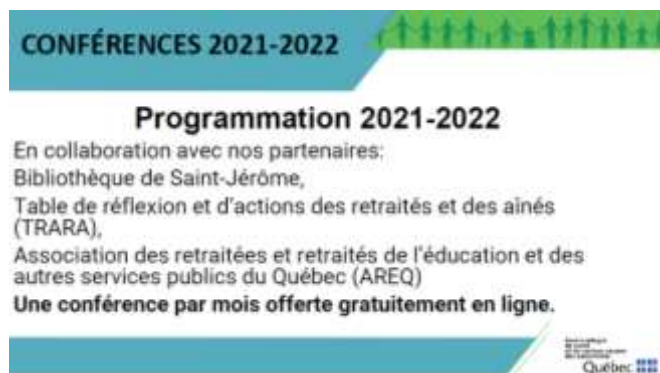 CONFÉRENCES 2021-2022
Programmation 2021-2022
En collaboration avec nos partenaires:
Bibliothèque de Saint-Jérôme,
Table de réflexion et d'actions des retraités et des aînés
(TRARA),
Association des retraitées et retraités de l'éducation et des
autres services publics du Québec (AREQ)
Une conférence par mois offerte gratuitement en ligne.
Québec